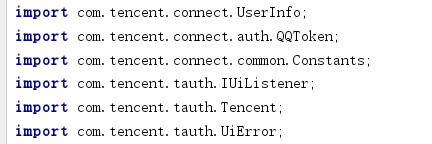 import com.tencent.connect.UserInfo;
import com.tencent.connect.auth.QQToken;
import com.tencent.connect.common.Constants;
import com.tencent.tauth.IUiListener;
import com.tencent.tauth.Tencent;
import com.tencent.tauth.UiError;